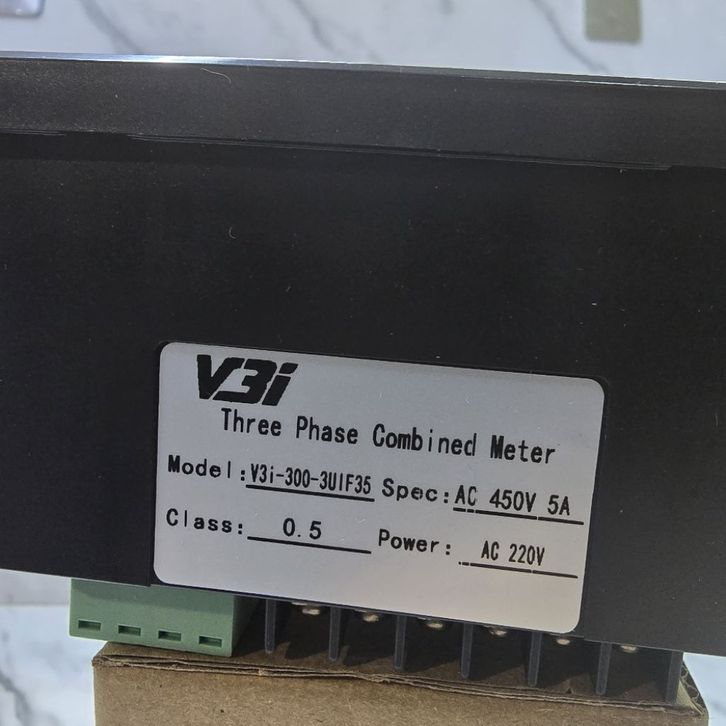 V3i
Three Phase Combined Meter
Model: V3i-300-3UIF35 Spec: AC 450V 5A
Class: 0.5 Power: AC 220V